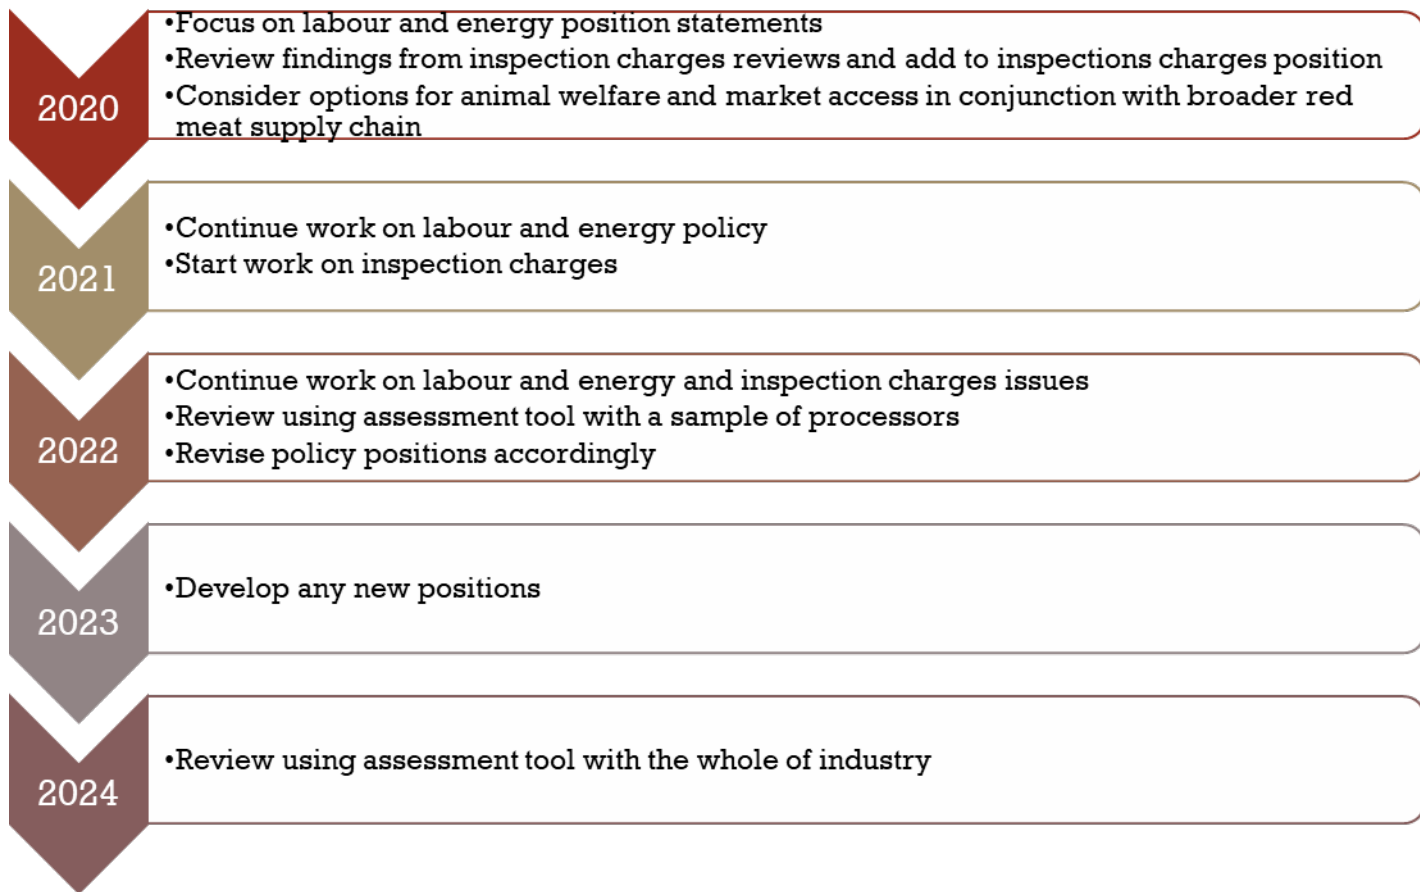 2020
•Focus on labour and energy position statements
•Review findings from inspection charges reviews and add to inspections charges position
•Consider options for animal welfare and market access in conjunction with broader red
meat supply chain
2021
•Continue work on labour and energy policy
•Start work on inspection charges
2022
•Continue work on labour and energy and inspection charges issues
•Review using assessment tool with a sample of processors
•Revise policy positions accordingly
2023
•Develop any new positions
2024
•Review using assessment tool with the whole of industry